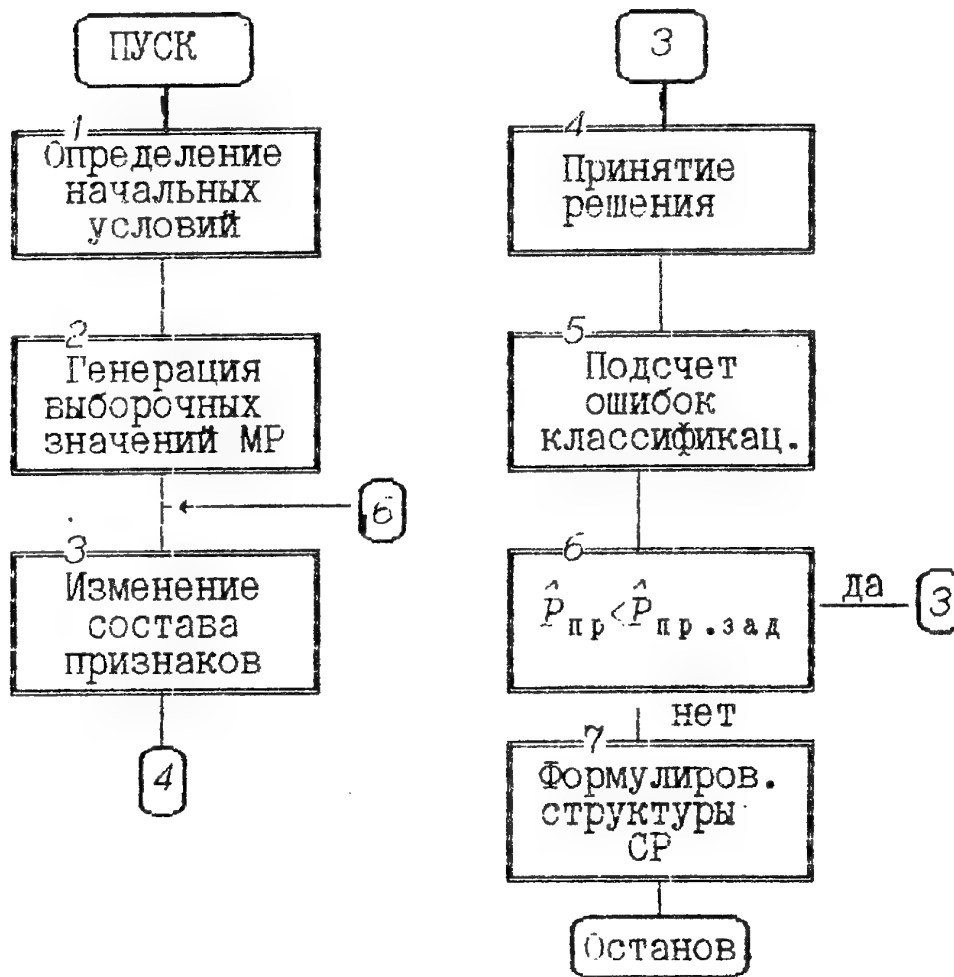 ПУСК
1
Определение
начальных
условий
2
Генерация
выборочных
значений МР
6
3
Изменение
состава
признаков
4
3
4
Принятие
решения
5
Подсчет
ошибок
классификац.
6
P̂пр<P̂пр.зад
да
3
нет
7
Формулиров.
структуры
СР
Останов